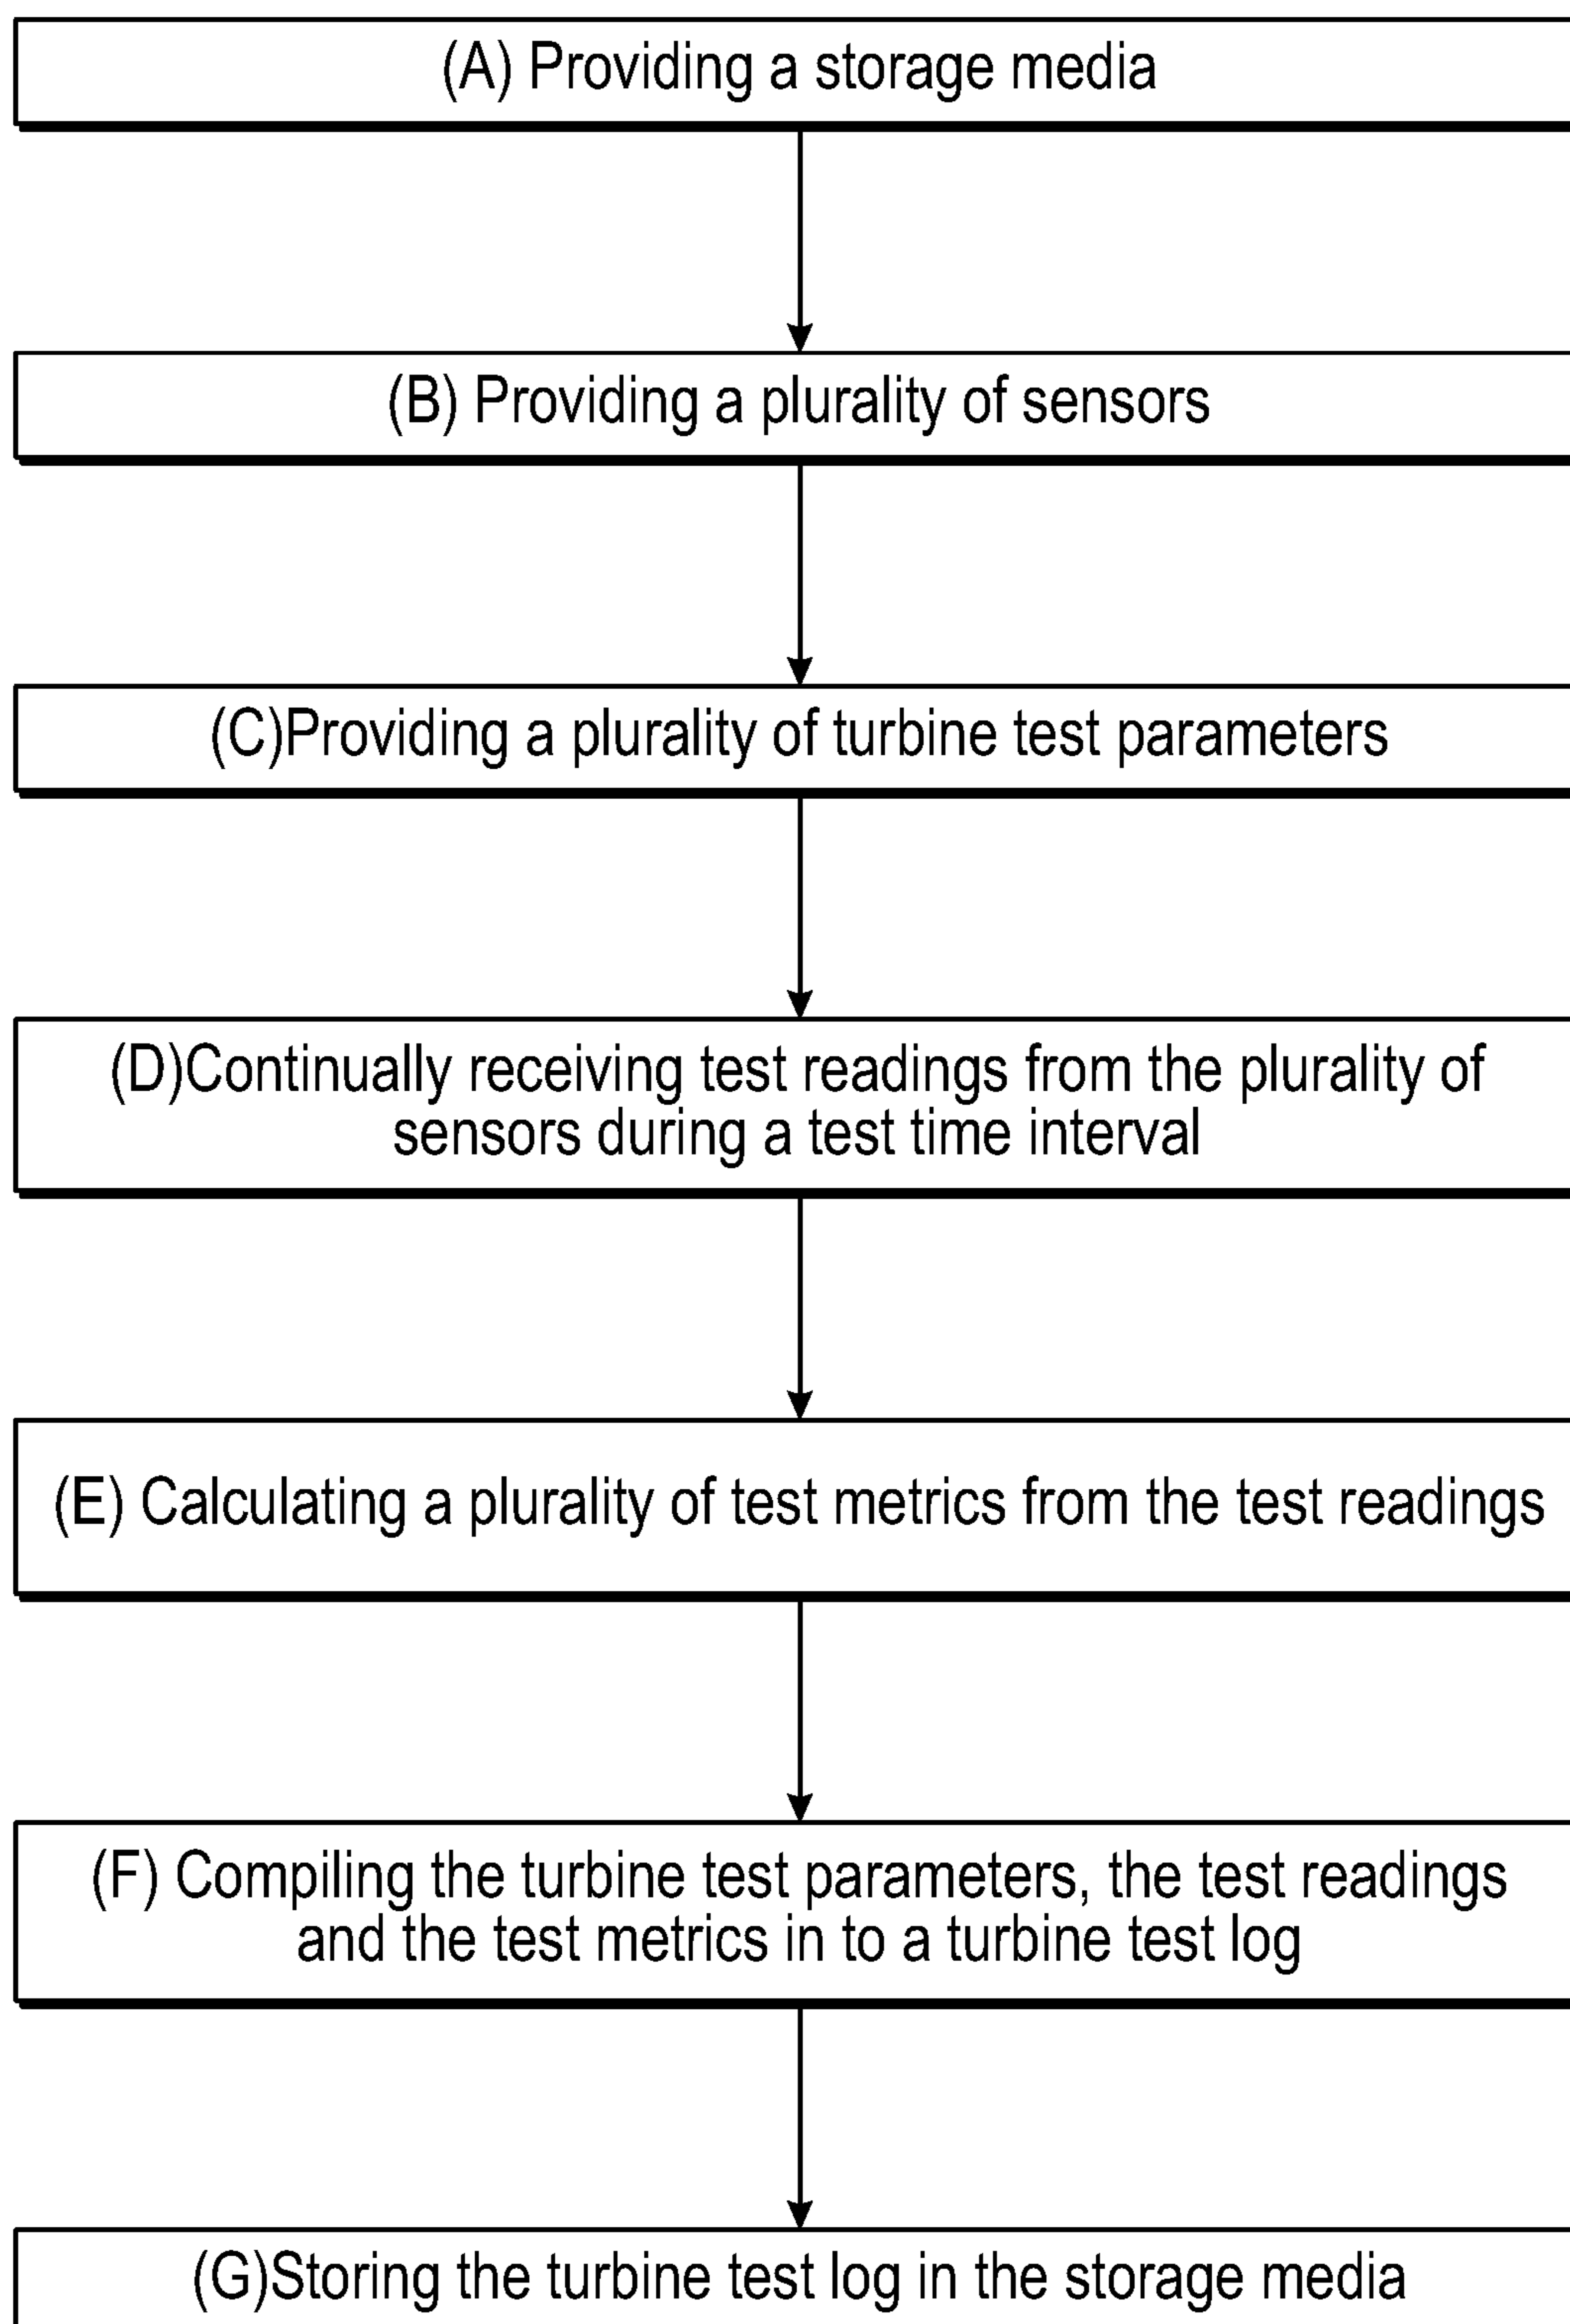 (A) Providing a storage media
(B) Providing a plurality of sensors
(C)Providing a plurality of turbine test parameters
(D)Continually receiving test readings from the plurality of
sensors during a test time interval
(E) Calculating a plurality of test metrics from the test readings
(F) Compiling the turbine test parameters, the test readings
and the test metrics in to a turbine test log
(G)Storing the turbine test log in the storage media